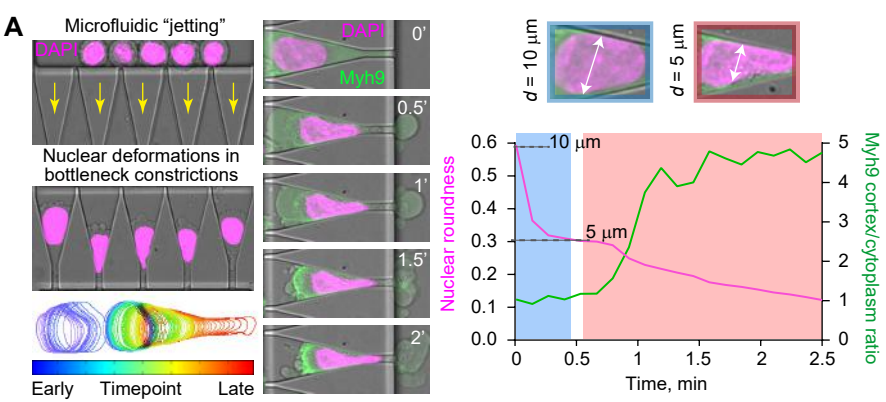 A
Microfluidic “jetting”
DAPI
Nuclear deformations in
bottleneck constrictions
Early Timepoint Late
DAPI
Myh9
0’
0.5’
1’
1.5’
2’
d = 10 μm
d = 5 μm
Nuclear roundness
0.6
0.5
0.4
0.3
0.2
0.1
0.0
10 μm
5 μm
5
4
3
2
1
0
Myh9 cortex/cytoplasm ratio
0 0.5 1 1.5 2 2.5
Time, min